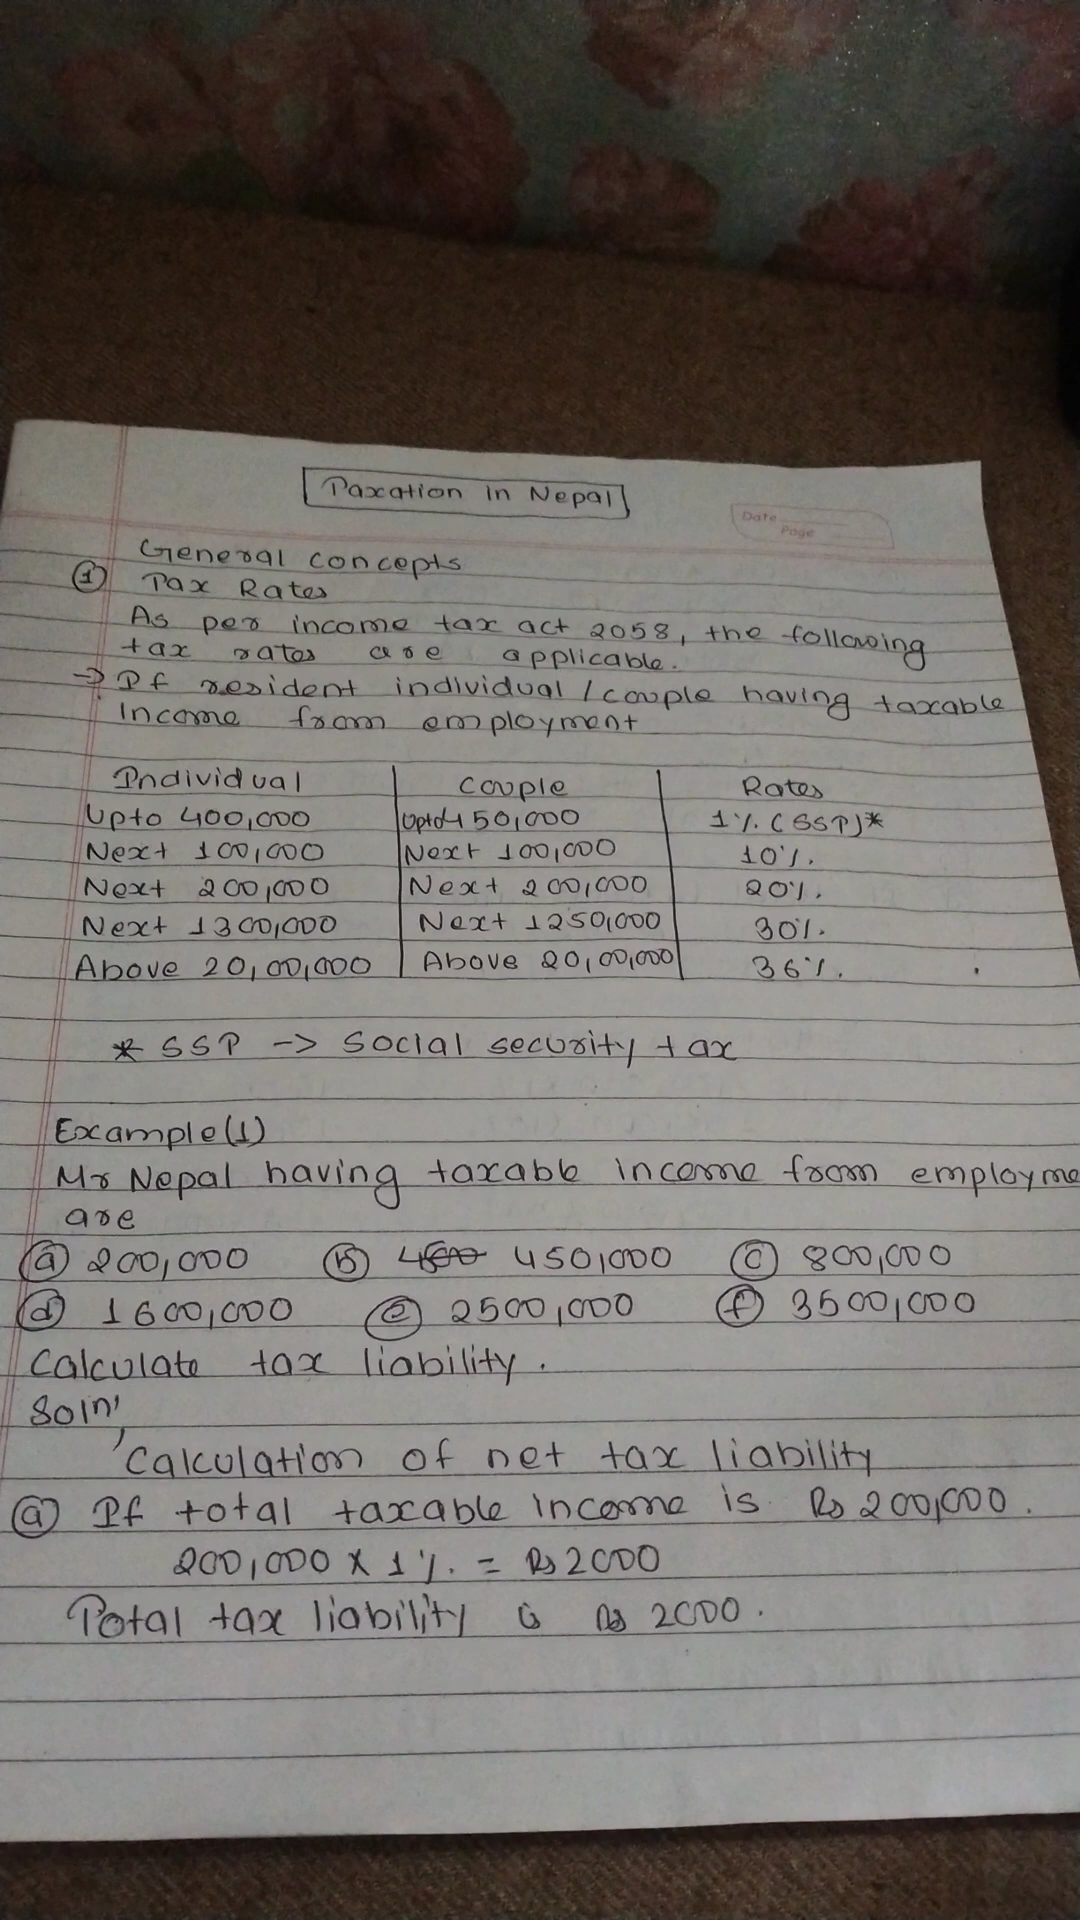 Taxation in Nepal
Date
Page
General concepts
① Tax Rates
As per income tax act 2058, the following
tax rates are applicable.
→ If resident individual / couple having taxable
Income from employment
Individual | couple | Rates
Upto 400,000 | Upto 450,000 | 1% (SST)*
Next 100,000 | Next 100,000 | 10%.
Next 200,000 | Next 200,000 | 20%.
Next 1300,000 | Next 1250,000 | 30%.
Above 20,00,000 | Above 20,00,000 | 36%.
* SST -> Social security tax
Example (1)
Mr Nepal having taxable income from employme
are
ⓐ 200,000 ⓑ 450,000 ⓒ 800,000
ⓓ 1600,000 ⓔ 2500,000 ⓕ 3500,000
Calculate tax liability.
Soln',
Calculation of net tax liability
ⓐ If total taxable income is Rs 200,000.
200,000 x 1%. = Rs 2000
Total tax liability is Rs 2000.